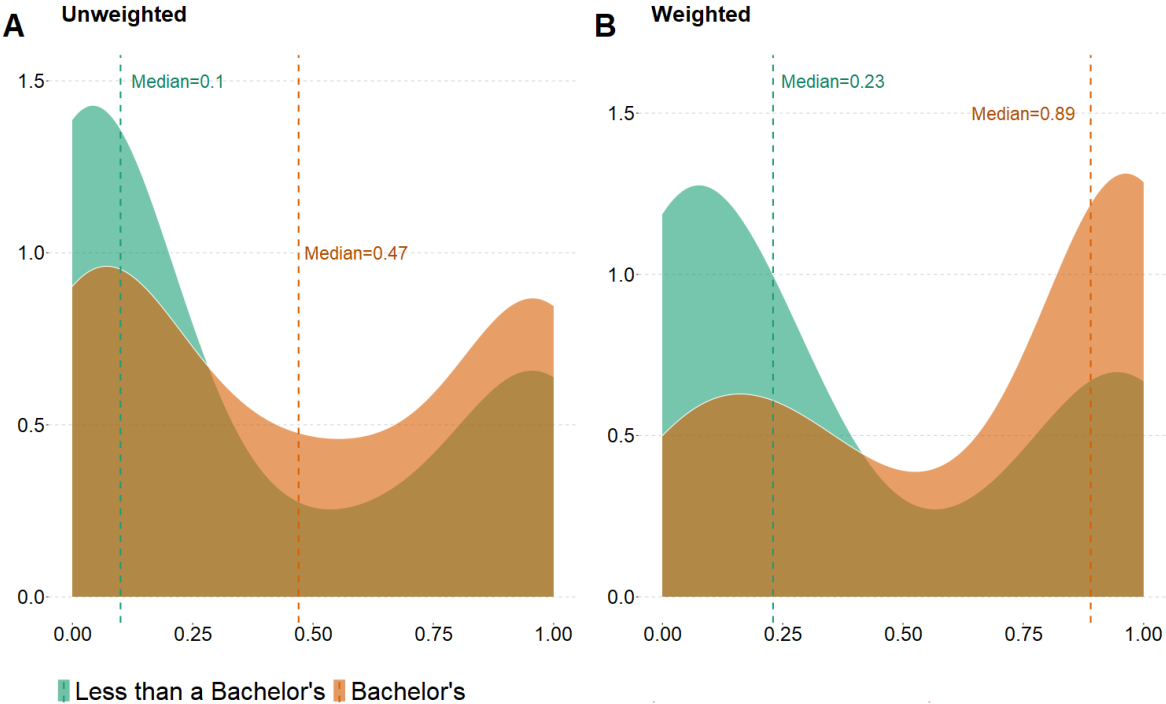 A Unweighted
1.5
Median=0.1
1.0
Median=0.47
0.5
0.0
0.00 0.25 0.50 0.75 1.00
B Weighted
Median=0.23
1.5
Median=0.89
1.0
0.5
0.0
0.00 0.25 0.50 0.75 1.00
Less than a Bachelor's Bachelor's